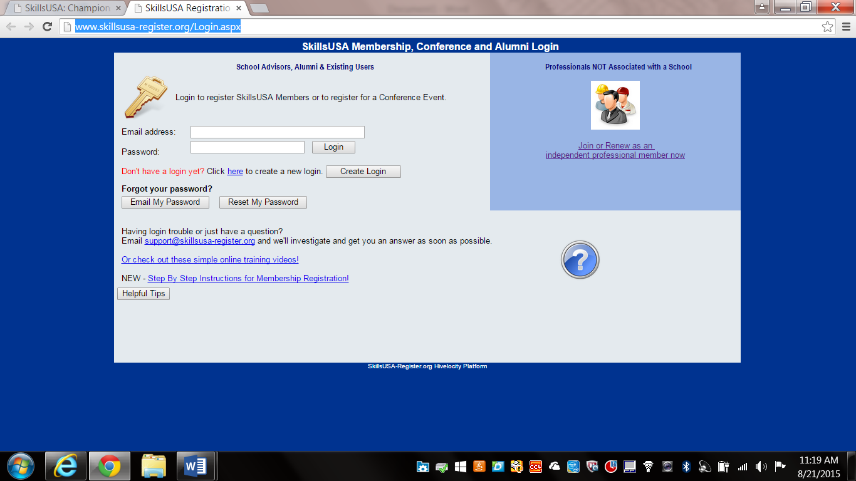 SkillsUSA: Champion
SkillsUSA Registratio
www.skillsusa-register.org/Login.aspx
SkillsUSA Membership, Conference and Alumni Login
School Advisors, Alumni & Existing Users
Professionals NOT Associated with a School
Login to register SkillsUSA Members or to register for a Conference Event.
Email address:
Password:
Login
Join or Renew as an
independent professional member now
Don't have a login yet? Click here to create a new login.
Create Login
Forgot your password?
Email My Password
Reset My Password
Having login trouble or just have a question?
Email support@skillsusa-register.org and we'll investigate and get you an answer as soon as possible.
Or check out these simple online training videos!
NEW - Step By Step Instructions for Membership Registration!
Helpful Tips
SkillsUSA-Register.org Hivelocity Platform
11:19 AM
8/21/2015